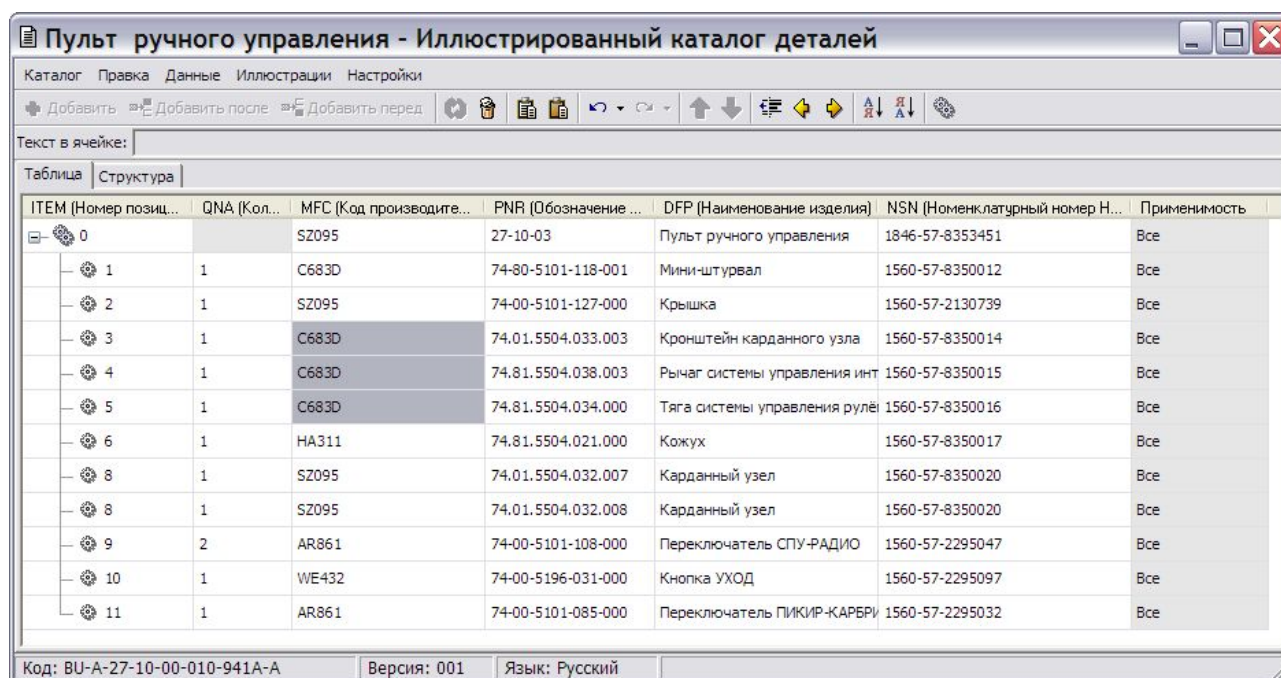 Пульт ручного управления - Иллюстрированный каталог деталей
Каталог Правка Данные Иллюстрации Настройки
Добавить Добавить после Добавить перед
Текст в ячейке:
Таблица Структура
ITEM (Номер позиц... QNA (Кол... MFC (Код производите... PNR (Обозначение ... DFP (Наименование изделия) NSN (Номенклатурный номер Н... Применимость
0 SZ095 27-10-03 Пульт ручного управления 1846-57-8353451 Все
1 1 C683D 74-80-5101-118-001 Мини-штурвал 1560-57-8350012 Все
2 1 SZ095 74-00-5101-127-000 Крышка 1560-57-2130739 Все
3 1 C683D 74.01.5504.033.003 Кронштейн карданного узла 1560-57-8350014 Все
4 1 C683D 74.81.5504.038.003 Рычаг системы управления инт 1560-57-8350015 Все
5 1 C683D 74.81.5504.034.000 Тяга системы управления рулё 1560-57-8350016 Все
6 1 HA311 74.81.5504.021.000 Кожух 1560-57-8350017 Все
8 1 SZ095 74.01.5504.032.007 Карданный узел 1560-57-8350020 Все
8 1 SZ095 74.01.5504.032.008 Карданный узел 1560-57-8350020 Все
9 2 AR861 74-00-5101-108-000 Переключатель СПУ-РАДИО 1560-57-2295047 Все
10 1 WE432 74-00-5196-031-000 Кнопка УХОД 1560-57-2295097 Все
11 1 AR861 74-00-5101-085-000 Переключатель ПИКИР-КАРБРИ 1560-57-2295032 Все
Код: BU-A-27-10-00-010-941A-A Версия: 001 Язык: Русский